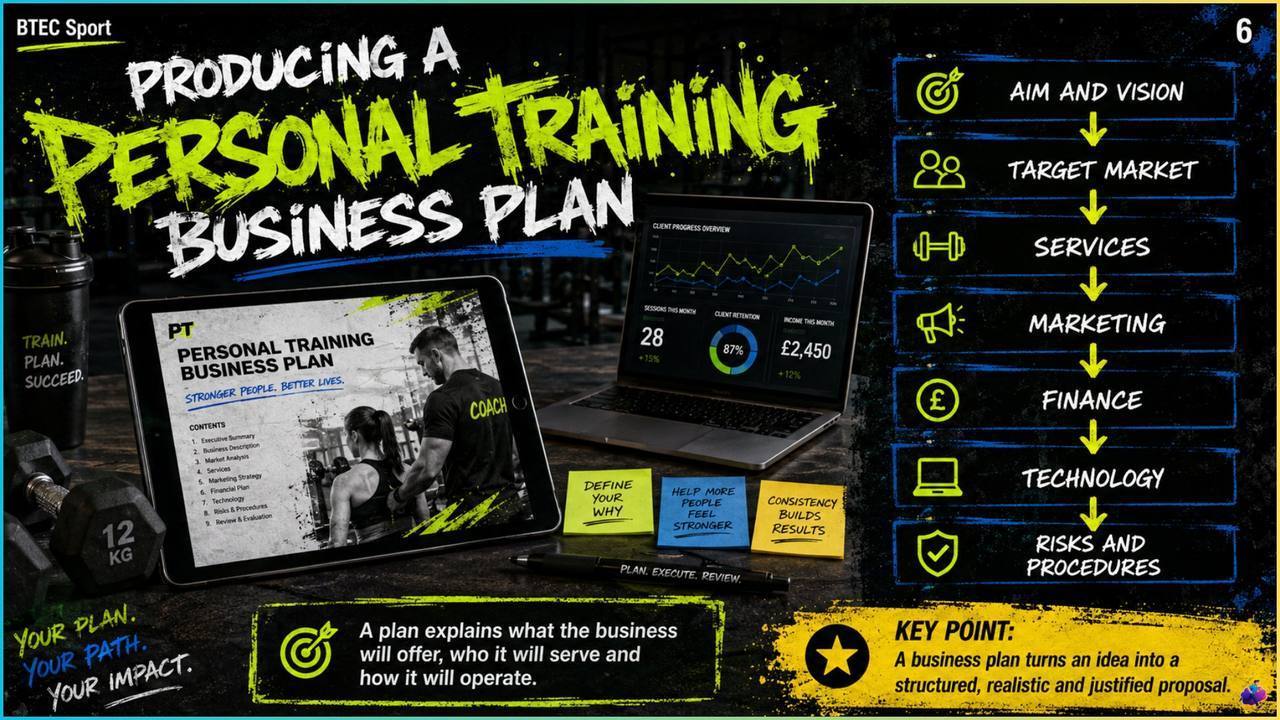 BTEC Sport
6
PRODUCING A
PERSONAL TRAINING
BUSINESS PLAN
TRAIN.
PLAN.
SUCCEED.
12
KG
PT
PERSONAL TRAINING
BUSINESS PLAN
STRONGER PEOPLE. BETTER LIVES.
CONTENTS
1. Executive Summary
2. Business Description
3. Market Analysis
4. Services
5. Marketing Strategy
6. Financial Plan
7. Technology
8. Risks & Procedures
9. Review & Evaluation
COACH
CLIENT PROGRESS OVERVIEW
SESSIONS THIS MONTH
28
+15%
CLIENT RETENTION
87%
INCOME THIS MONTH
£2,450
+12%
DEFINE
YOUR
WHY
HELP MORE
PEOPLE
FEEL
STRONGER
CONSISTENCY
BUILDS
RESULTS
PLAN. EXECUTE. REVIEW.
YOUR PLAN.
YOUR PATH.
YOUR IMPACT.
A plan explains what the business
will offer, who it will serve and
how it will operate.
AIM AND VISION
TARGET MARKET
SERVICES
MARKETING
£
FINANCE
TECHNOLOGY
RISKS AND
PROCEDURES
KEY POINT:
A business plan turns an idea into a
structured, realistic and justified proposal.